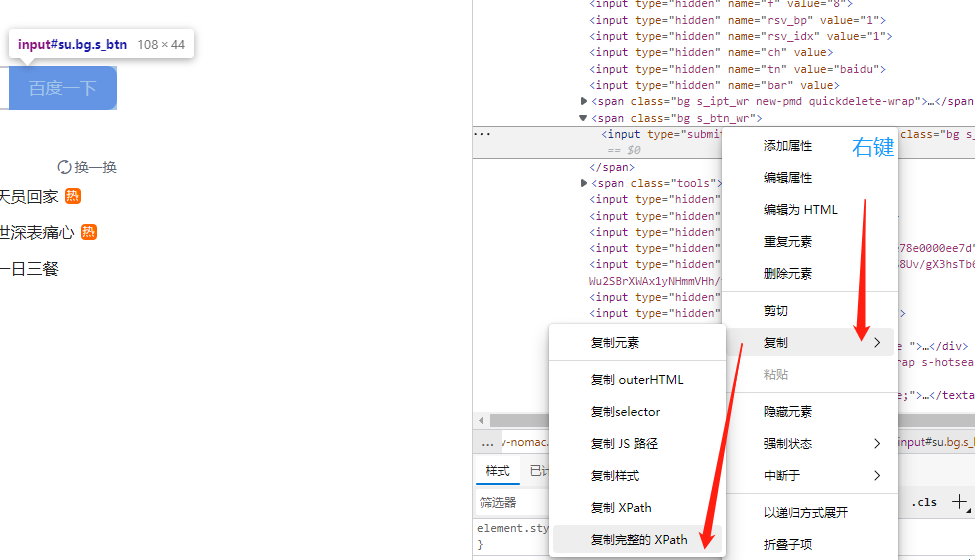 <input type="hidden" name="f" value="8">
<input type="hidden" name="rsv_bp" value="1">
<input type="hidden" name="rsv_idx" value="1">
<input type="hidden" name="ch" value>
<input type="hidden" name="tn" value="baidu">
<input type="hidden" name="bar" value>
<span class="bg s_ipt_wr new-pmd quickdelete-wrap">…</span
<span class="bg s_btn_wr">
<input type="submi
class="bg s_
== $0
</span>
<span class="tools">
<input type="hidden"
<input type="hidden"
<input type="hidden"
e78e0000ee7d"
<input type="hidden"
8Uv/gX3hsTb6
Wu2SBrXWAx1yNHmmVHh/
<input type="hidden"
<input type="hidden"
>
e ">…</div>
rap s-hotsea
e;">…</texta
input#su.bg.s_btn 108 × 44
百度一下
换一换
天员回家 热
世深表痛心 热
一日三餐
右键
添加属性
编辑属性
编辑为 HTML
重复元素
删除元素
剪切
复制
粘贴
隐藏元素
强制状态
中断于
以递归方式展开
折叠子项
复制元素
复制 outerHTML
复制selector
复制 JS 路径
复制样式
复制 XPath
复制完整的 XPath
... v-nomac.
input#su.bg.s_
样式 已计
筛选器
.cls
element.sty
}